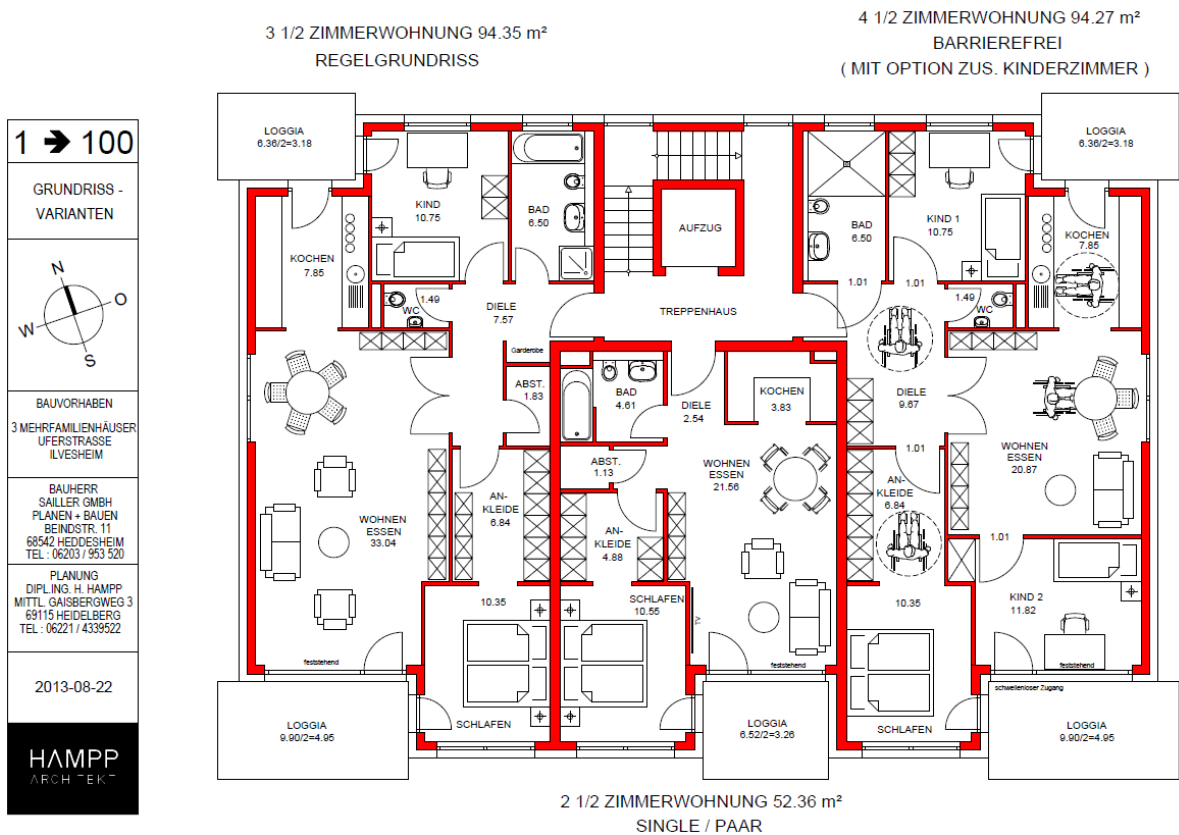 3 1/2 ZIMMERWOHNUNG 94.35 m²
REGELGRUNDRISS
4 1/2 ZIMMERWOHNUNG 94.27 m²
BARRIEREFREI
( MIT OPTION ZUS. KINDERZIMMER )
1 ➔ 100
GRUNDRISS -
VARIANTEN
N
O
W
S
BAUVORHABEN
3 MEHRFAMILIENHÄUSER
UFERSTRASSE
ILVESHEIM
BAUHERR
SAILLER GMBH
PLANEN + BAUEN
BEINDSTR. 11
68542 HEDDESHEIM
TEL : 06203 / 953 520
PLANUNG
DIPL.ING. H. HAMPP
MITTL. GAISBERGWEG 3
69115 HEIDELBERG
TEL : 06221 / 4339522
2013-08-22
HAMPP
ARCHITEKT
LOGGIA
6.36/2=3.18
KIND
10.75
BAD
6.50
KOCHEN
7.85
WC
1.49
DIELE
7.57
Garderobe
ABST.
1.83
AN-
KLEIDE
6.84
WOHNEN
ESSEN
33.04
feststehend
10.35
SCHLAFEN
LOGGIA
9.90/2=4.95
AUFZUG
TREPPENHAUS
BAD
4.61
DIELE
2.54
KOCHEN
3.83
ABST.
1.13
WOHNEN
ESSEN
21.56
AN-
KLEIDE
4.88
SCHLAFEN
10.55
TV
feststehend
LOGGIA
6.52/2=3.26
BAD
6.50
KIND 1
10.75
LOGGIA
6.36/2=3.18
KOCHEN
7.85
1.01
1.01
1.49
WC
DIELE
9.67
1.01
WOHNEN
ESSEN
20.87
AN-
KLEIDE
6.84
1.01
KIND 2
11.82
10.35
feststehend
schwellenloser Zugang
SCHLAFEN
LOGGIA
9.90/2=4.95
2 1/2 ZIMMERWOHNUNG 52.36 m²
SINGLE / PAAR